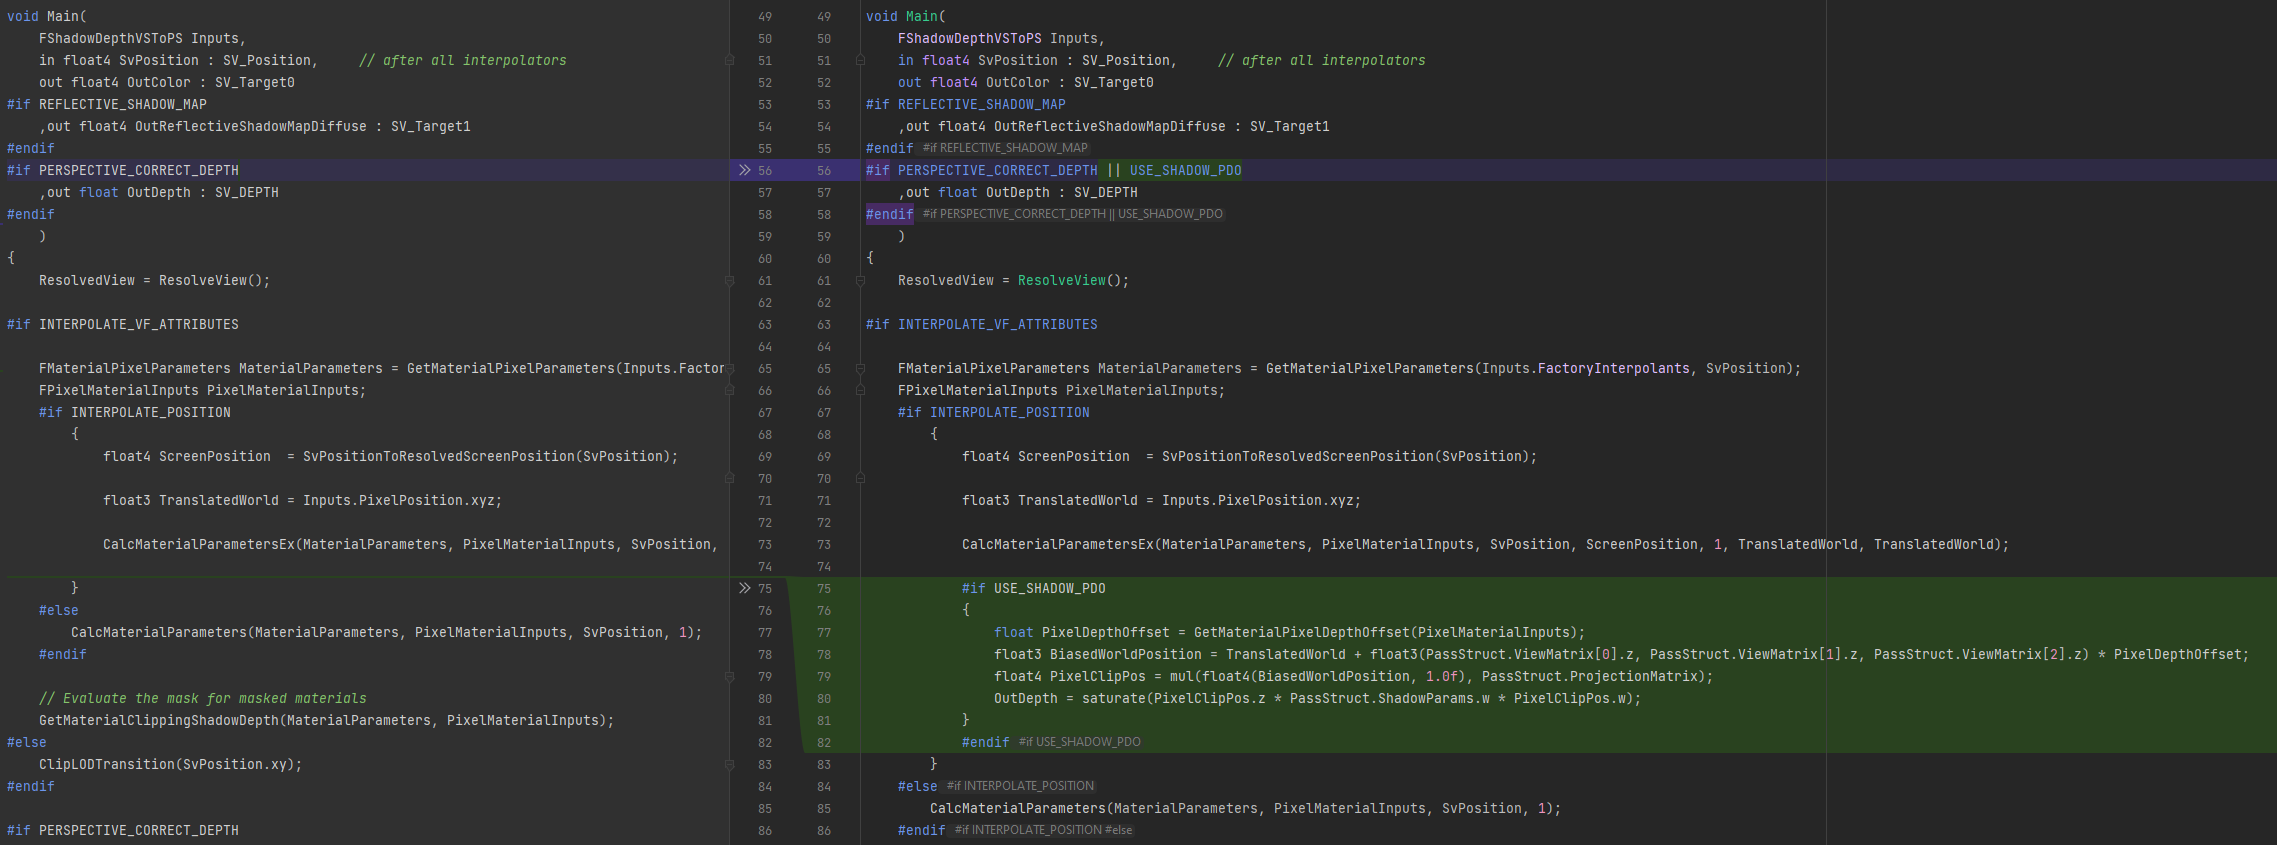 void Main(
    FShadowDepthVSToPS Inputs,
    in float4 SvPosition : SV_Position,     // after all interpolators
    out float4 OutColor : SV_Target0
#if REFLECTIVE_SHADOW_MAP
    ,out float4 OutReflectiveShadowMapDiffuse : SV_Target1
#endif
#if PERSPECTIVE_CORRECT_DEPTH
    ,out float OutDepth : SV_DEPTH
#endif
    )
{
    ResolvedView = ResolveView();

#if INTERPOLATE_VF_ATTRIBUTES

    FMaterialPixelParameters MaterialParameters = GetMaterialPixelParameters(Inputs.Factor
    FPixelMaterialInputs PixelMaterialInputs;
    #if INTERPOLATE_POSITION
        {
            float4 ScreenPosition  = SvPositionToResolvedScreenPosition(SvPosition);

            float3 TranslatedWorld = Inputs.PixelPosition.xyz;

            CalcMaterialParametersEx(MaterialParameters, PixelMaterialInputs, SvPosition,

        }
    #else
        CalcMaterialParameters(MaterialParameters, PixelMaterialInputs, SvPosition, 1);
    #endif

    // Evaluate the mask for masked materials
    GetMaterialClippingShadowDepth(MaterialParameters, PixelMaterialInputs);
#else
    ClipLODTransition(SvPosition.xy);
#endif

#if PERSPECTIVE_CORRECT_DEPTH
49 49 void Main(
50 50     FShadowDepthVSToPS Inputs,
51 51     in float4 SvPosition : SV_Position,     // after all interpolators
52 52     out float4 OutColor : SV_Target0
53 53 #if REFLECTIVE_SHADOW_MAP
54 54     ,out float4 OutReflectiveShadowMapDiffuse : SV_Target1
55 55 #endif #if REFLECTIVE_SHADOW_MAP
56 56 #if PERSPECTIVE_CORRECT_DEPTH || USE_SHADOW_PDO
57 57     ,out float OutDepth : SV_DEPTH
58 58 #endif #if PERSPECTIVE_CORRECT_DEPTH || USE_SHADOW_PDO
59 59     )
60 60 {
61 61     ResolvedView = ResolveView();
62 62
63 63 #if INTERPOLATE_VF_ATTRIBUTES
64 64
65 65     FMaterialPixelParameters MaterialParameters = GetMaterialPixelParameters(Inputs.FactoryInterpolants, SvPosition);
66 66     FPixelMaterialInputs PixelMaterialInputs;
67 67     #if INTERPOLATE_POSITION
68 68         {
69 69             float4 ScreenPosition  = SvPositionToResolvedScreenPosition(SvPosition);
70 70
71 71             float3 TranslatedWorld = Inputs.PixelPosition.xyz;
72 72
73 73             CalcMaterialParametersEx(MaterialParameters, PixelMaterialInputs, SvPosition, ScreenPosition, 1, TranslatedWorld, TranslatedWorld);
74 74
75 75             #if USE_SHADOW_PDO
76 76             {
77 77                 float PixelDepthOffset = GetMaterialPixelDepthOffset(PixelMaterialInputs);
78 78                 float3 BiasedWorldPosition = TranslatedWorld + float3(PassStruct.ViewMatrix[0].z, PassStruct.ViewMatrix[1].z, PassStruct.ViewMatrix[2].z) * PixelDepthOffset;
79 79                 float4 PixelClipPos = mul(float4(BiasedWorldPosition, 1.0f), PassStruct.ProjectionMatrix);
80 80                 OutDepth = saturate(PixelClipPos.z * PassStruct.ShadowParams.w * PixelClipPos.w);
81 81             }
82 82             #endif #if USE_SHADOW_PDO
83 83         }
84 84     #else #if INTERPOLATE_POSITION
85 85         CalcMaterialParameters(MaterialParameters, PixelMaterialInputs, SvPosition, 1);
86 86     #endif #if INTERPOLATE_POSITION #else